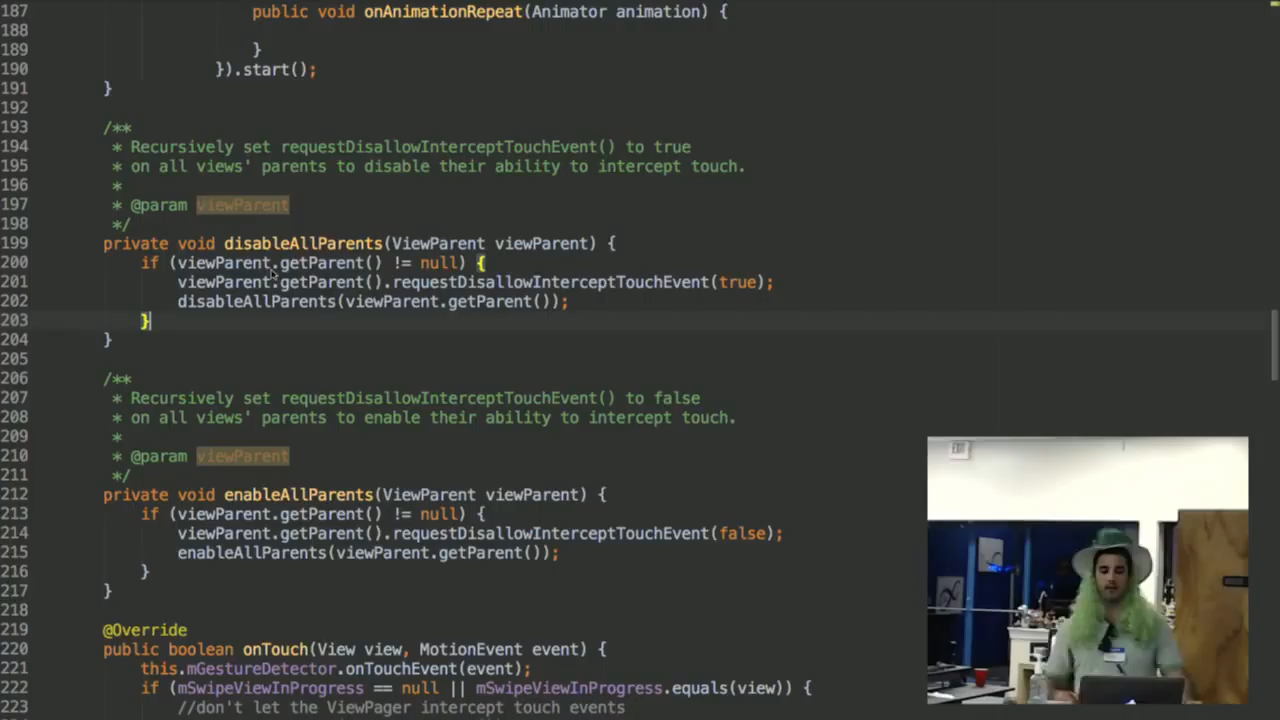 187 public void onAnimationRepeat(Animator animation) {
188
189 }
190 }).start();
191 }
192
193 /**
194 * Recursively set requestDisallowInterceptTouchEvent() to true
195 * on all views' parents to disable their ability to intercept touch.
196 *
197 * @param viewParent
198 */
199 private void disableAllParents(ViewParent viewParent) {
200 if (viewParent.getParent() != null) {
201 viewParent.getParent().requestDisallowInterceptTouchEvent(true);
202 disableAllParents(viewParent.getParent());
203 }
204 }
205
206 /**
207 * Recursively set requestDisallowInterceptTouchEvent() to false
208 * on all views' parents to enable their ability to intercept touch.
209 *
210 * @param viewParent
211 */
212 private void enableAllParents(ViewParent viewParent) {
213 if (viewParent.getParent() != null) {
214 viewParent.getParent().requestDisallowInterceptTouchEvent(false);
215 enableAllParents(viewParent.getParent());
216 }
217 }
218
219 @Override
220 public boolean onTouch(View view, MotionEvent event) {
221 this.mGestureDetector.onTouchEvent(event);
222 if (mSwipeViewInProgress == null || mSwipeViewInProgress.equals(view)) {
223 //don't let the ViewPager intercept touch events